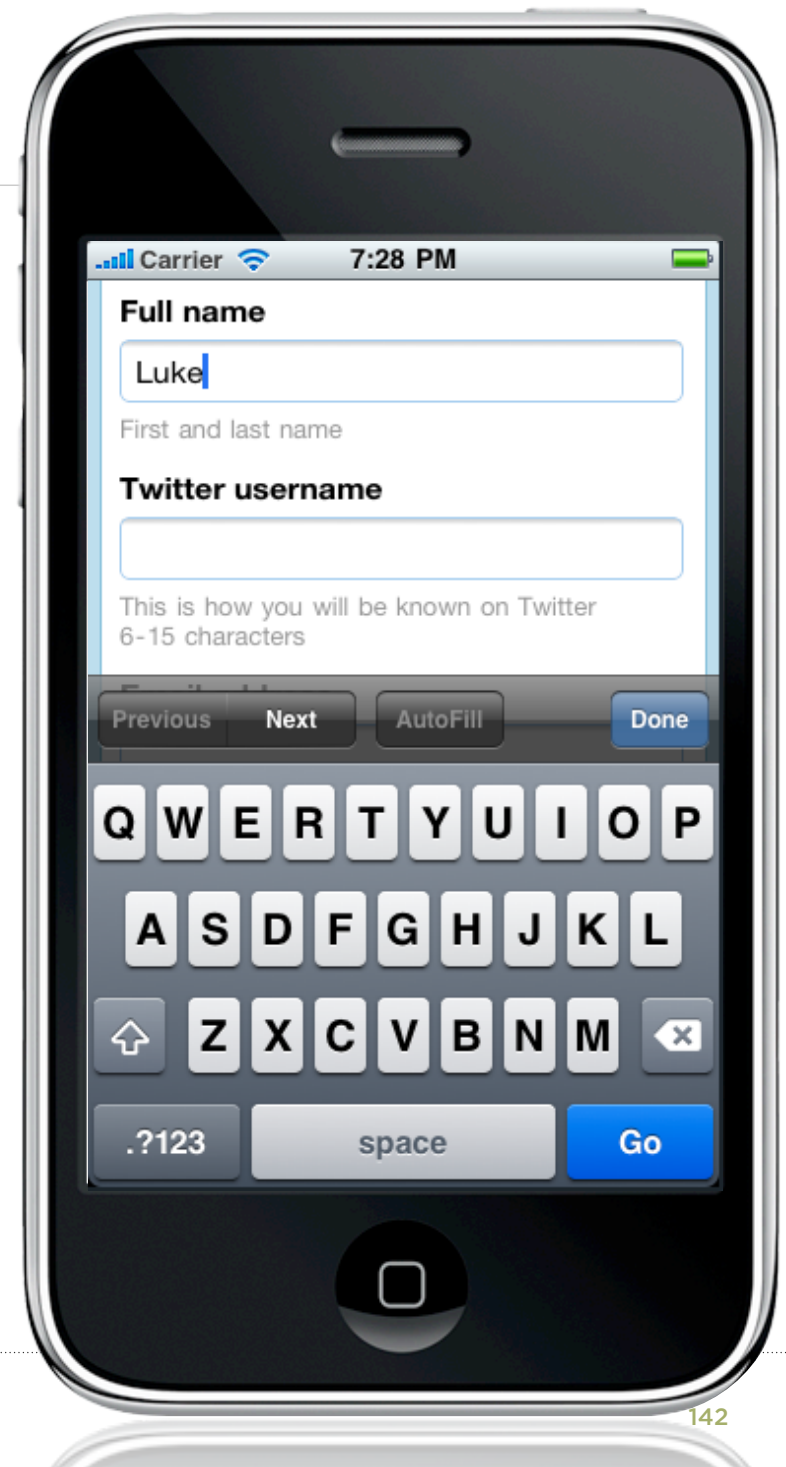 Carrier 7:28 PM
Full name
Luke
First and last name
Twitter username
This is how you will be known on Twitter
6-15 characters
Previous Next AutoFill Done
Q W E R T Y U I O P
A S D F G H J K L
Z X C V B N M
.?123 space Go
142